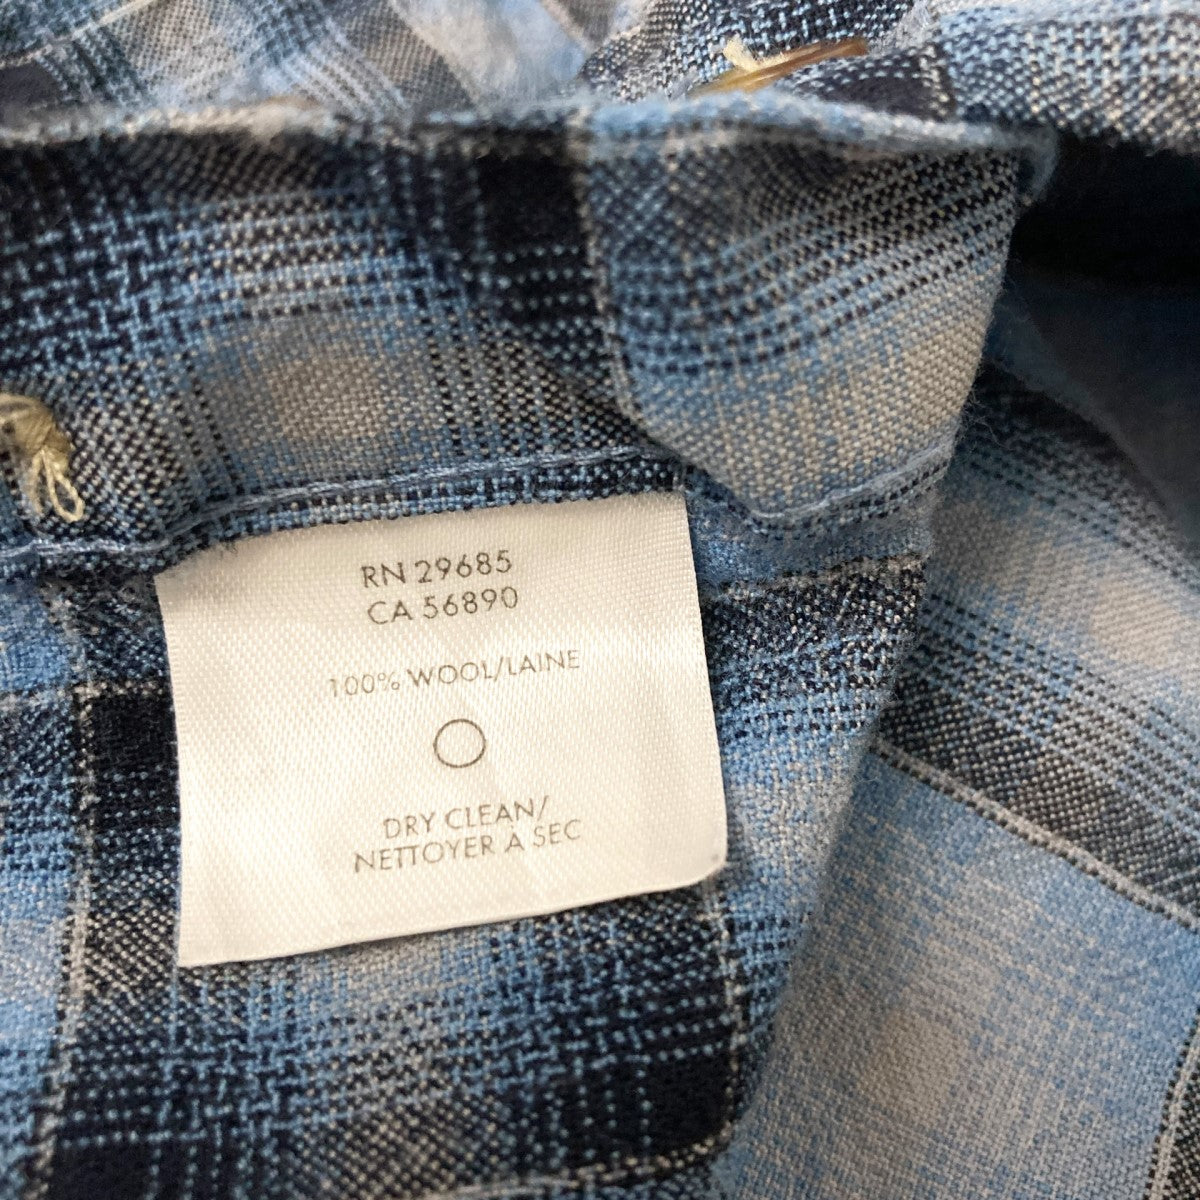 RN 29685
CA 56890
100% WOOL/LAINE
DRY CLEAN/
NETTOYER A SEC